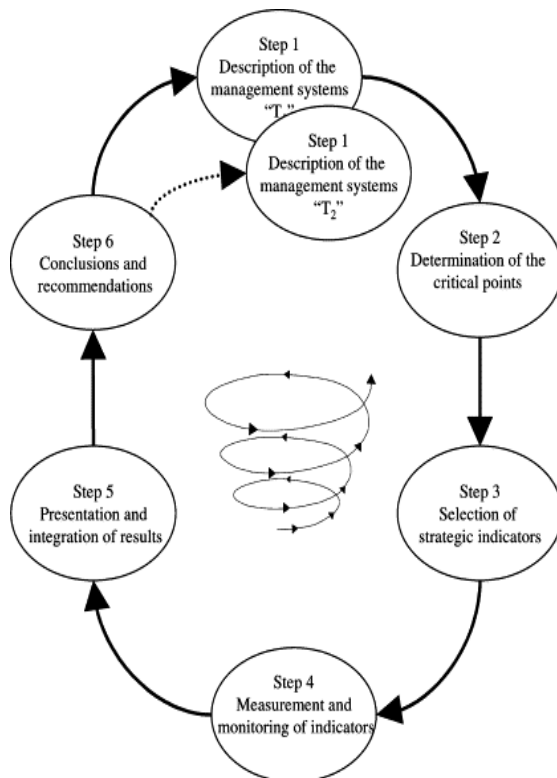 Step 1
Description of the
management systems
Step 1
Description of the
management systems
“T₂”
Step 2
Determination of the
critical points
Step 3
Selection of
strategic indicators
Step 4
Measurement and
monitoring of indicators
Step 5
Presentation and
integration of results
Step 6
Conclusions and
recommendations